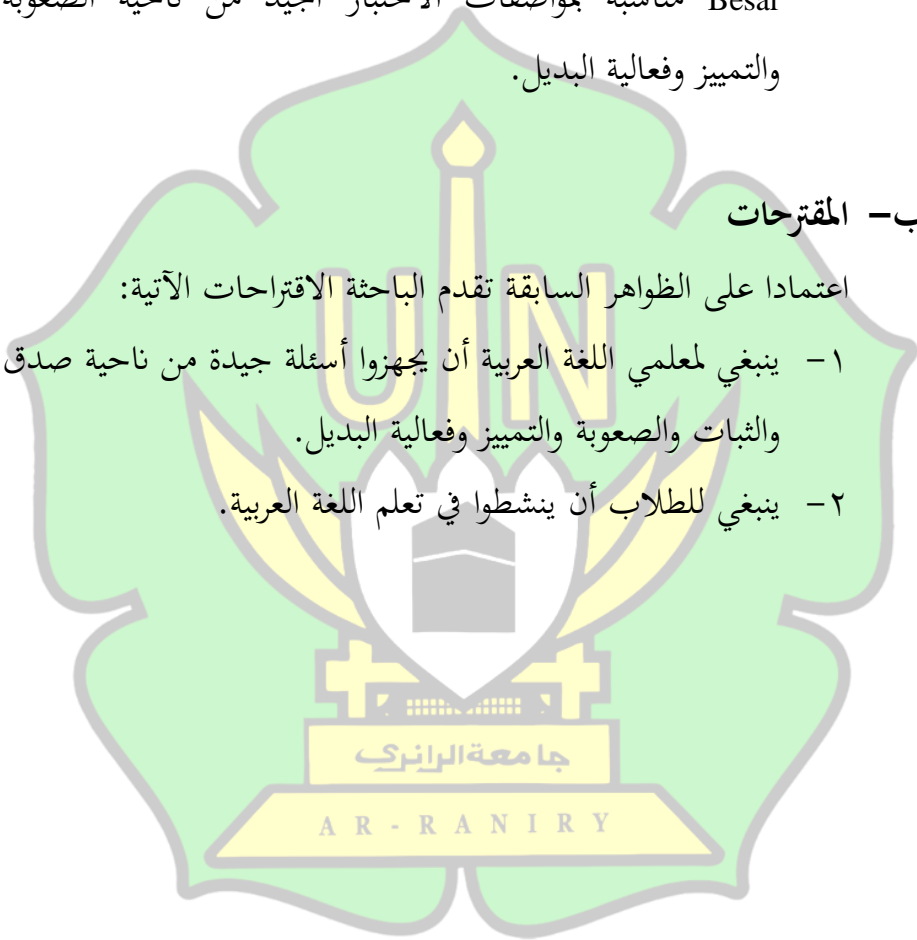 Besar مناسبة بمواصفات الاختبار الجيد من ناحية الصعوبة
والتمييز وفعالية البديل.
ب– المقترحات
اعتمادا على الظواهر السابقة تقدم الباحثة الاقتراحات الآتية:
١– ينبغي لمعلمي اللغة العربية أن يجهزوا أسئلة جيدة من ناحية صدق
والثبات والصعوبة والتمييز وفعالية البديل.
٢– ينبغي للطلاب أن ينشطوا في تعلم اللغة العربية.
UIN
جامعة الرانري
AR-RANIRY